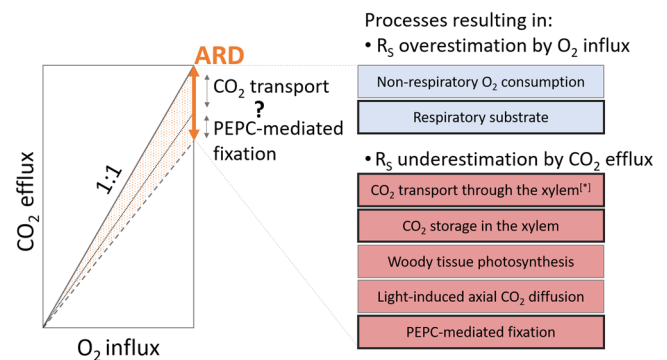 ARD
CO₂ transport
?
PEPC-mediated
fixation
1:1
CO₂ efflux
O₂ influx
Processes resulting in:
• Rₛ overestimation by O₂ influx
Non-respiratory O₂ consumption
Respiratory substrate
• Rₛ underestimation by CO₂ efflux
CO₂ transport through the xylem[*]
CO₂ storage in the xylem
Woody tissue photosynthesis
Light-induced axial CO₂ diffusion
PEPC-mediated fixation